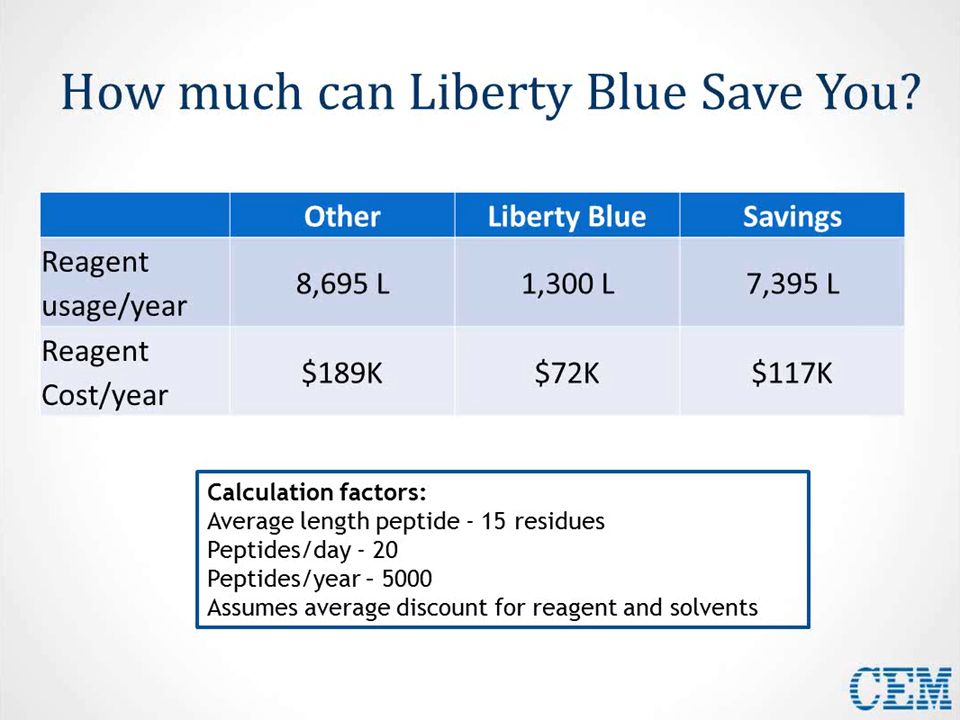 How much can Liberty Blue Save You?
Other Liberty Blue Savings
Reagent
usage/year 8,695 L 1,300 L 7,395 L
Reagent
Cost/year $189K $72K $117K
Calculation factors:
Average length peptide - 15 residues
Peptides/day - 20
Peptides/year – 5000
Assumes average discount for reagent and solvents
CEM